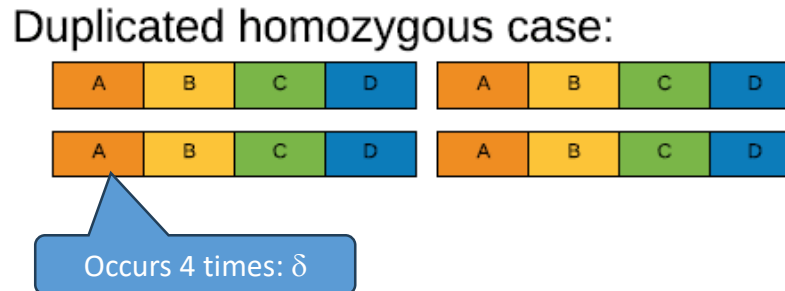 Duplicated homozygous case:
A B C D A B C D
A B C D A B C D
Occurs 4 times: δ